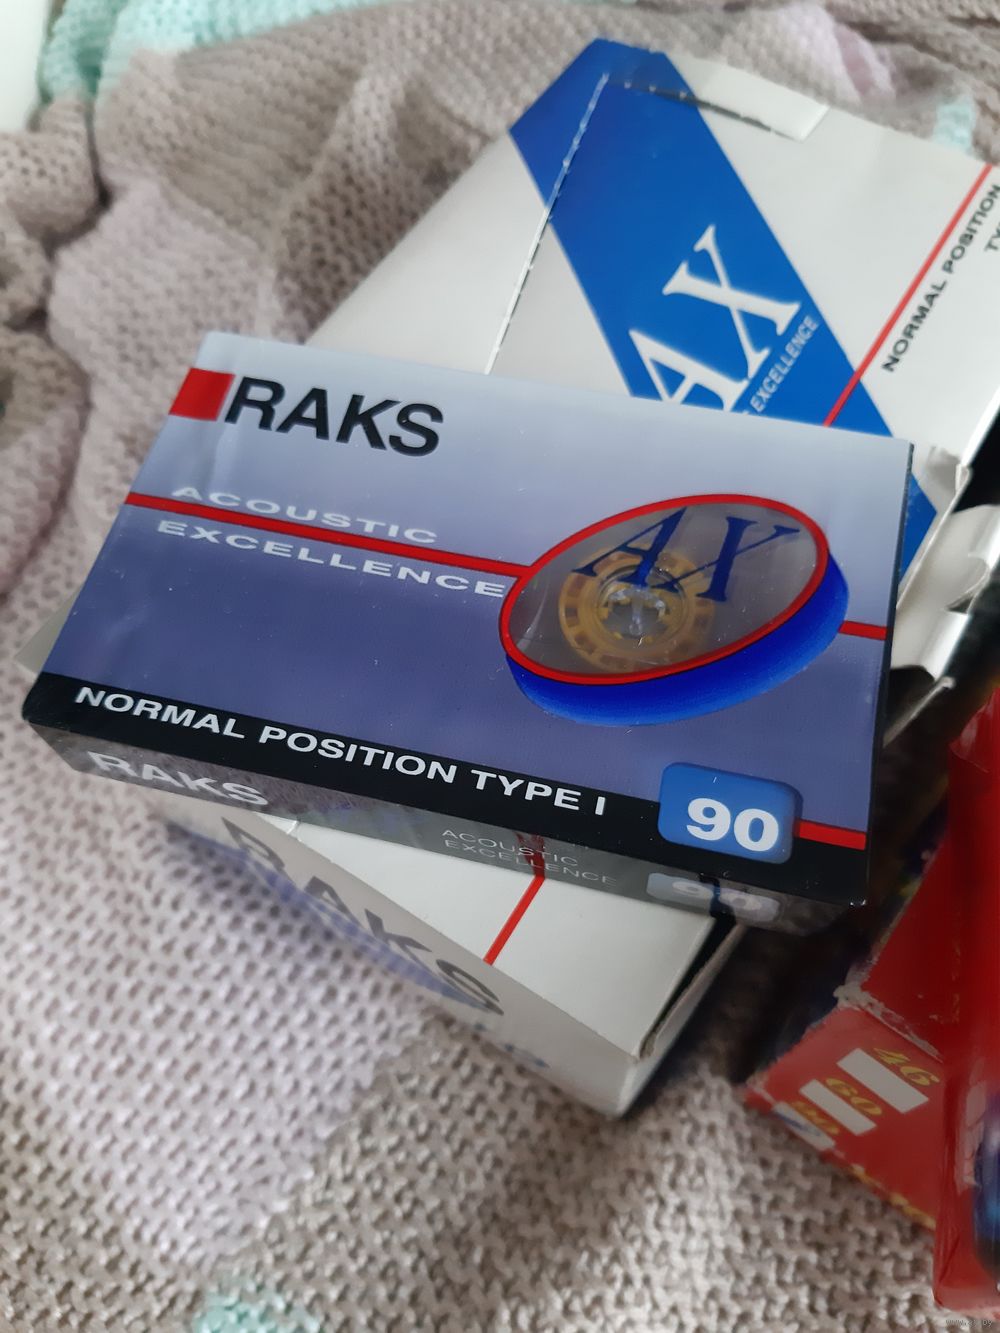 AX
EXCELLENCE
NORMAL POSITION
RAKS
ACOUSTIC
EXCELLENCE
AX
NORMAL POSITION TYPE I
90
RAKS
ACOUSTIC
EXCELLENCE
90
RAKS
46
60
90